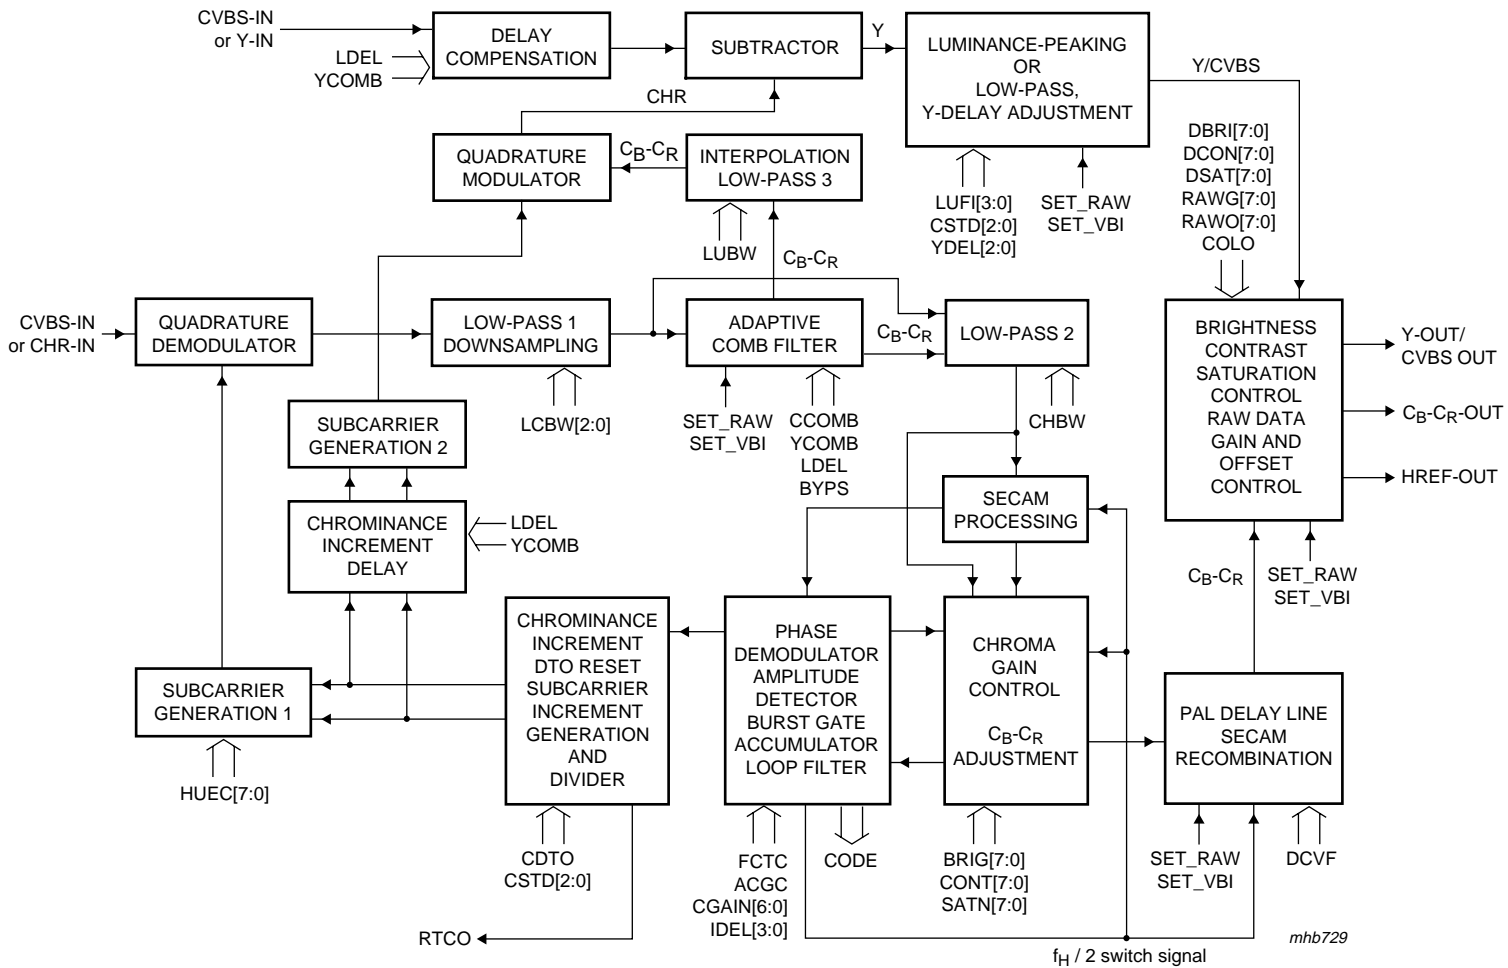 CVBS-IN
or Y-IN
LDEL
YCOMB
DELAY
COMPENSATION
SUBTRACTOR
Y
LUMINANCE-PEAKING
OR
LOW-PASS,
Y-DELAY ADJUSTMENT
Y/CVBS
CHR
QUADRATURE
MODULATOR
CB-CR
INTERPOLATION
LOW-PASS 3
LUBW
LUFI[3:0]
CSTD[2:0]
YDEL[2:0]
SET_RAW
SET_VBI
DBRI[7:0]
DCON[7:0]
DSAT[7:0]
RAWG[7:0]
RAWO[7:0]
COLO
CB-CR
CVBS-IN
or CHR-IN
QUADRATURE
DEMODULATOR
LOW-PASS 1
DOWNSAMPLING
ADAPTIVE
COMB FILTER
CB-CR
LOW-PASS 2
BRIGHTNESS
CONTRAST
SATURATION
CONTROL
RAW DATA
GAIN AND
OFFSET
CONTROL
Y-OUT/
CVBS OUT
CB-CR-OUT
HREF-OUT
LCBW[2:0]
SET_RAW
SET_VBI
CCOMB
YCOMB
LDEL
BYPS
CHBW
SUBCARRIER
GENERATION 2
CHROMINANCE
INCREMENT
DELAY
LDEL
YCOMB
SECAM
PROCESSING
CB-CR
SET_RAW
SET_VBI
SUBCARRIER
GENERATION 1
HUEC[7:0]
CHROMINANCE
INCREMENT
DTO RESET
SUBCARRIER
INCREMENT
GENERATION
AND
DIVIDER
PHASE
DEMODULATOR
AMPLITUDE
DETECTOR
BURST GATE
ACCUMULATOR
LOOP FILTER
CHROMA
GAIN
CONTROL
CB-CR
ADJUSTMENT
PAL DELAY LINE
SECAM
RECOMBINATION
CDTO
CSTD[2:0]
FCTC
ACGC
CGAIN[6:0]
IDEL[3:0]
CODE
BRIG[7:0]
CONT[7:0]
SATN[7:0]
SET_RAW
SET_VBI
DCVF
RTCO
fH / 2 switch signal
mhb729